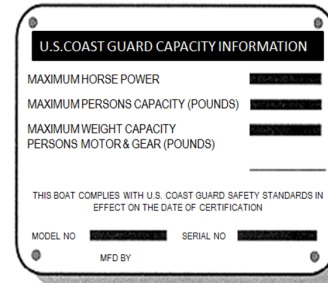 U.S.COAST GUARD CAPACITY INFORMATION
MAXIMUM HORSE POWER
MAXIMUM PERSONS CAPACITY (POUNDS)
MAXIMUM WEIGHT CAPACITY
PERSONS MOTOR & GEAR (POUNDS)
THIS BOAT COMPLIES WITH U.S. COAST GUARD SAFETY STANDARDS IN
EFFECT ON THE DATE OF CERTIFICATION
MODEL NO SERIAL NO
MFD BY